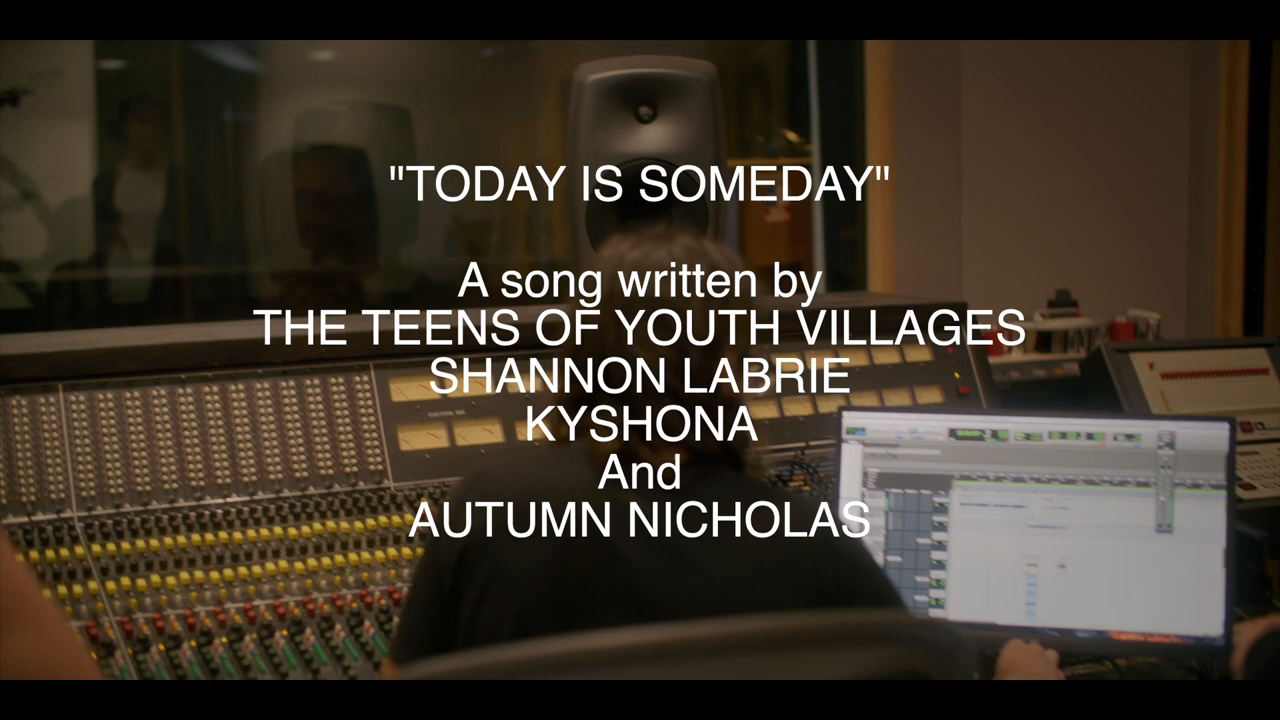 "TODAY IS SOMEDAY"
A song written by
THE TEENS OF YOUTH VILLAGES
SHANNON LABRIE
KYSHONA
And
AUTUMN NICHOLAS